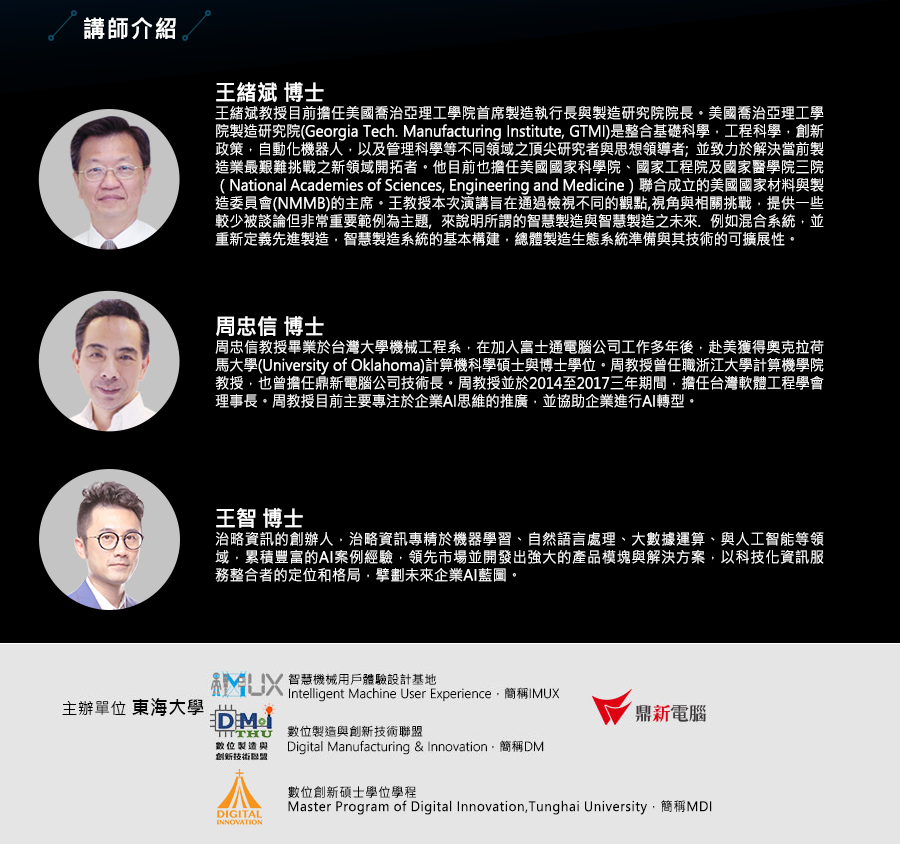 講師介紹
王緒斌 博士
王緒斌教授目前擔任美國喬治亞理工學院首席製造執行長與製造研究院院長。美國喬治亞理工學
院製造研究院(Georgia Tech. Manufacturing Institute, GTMI)是整合基礎科學，工程科學，創新
政策，自動化機器人，以及管理科學等不同領域之頂尖研究者與思想領導者; 並致力於解決當前製
造業最艱難挑戰之新領域開拓者。他目前也擔任美國國家科學院、國家工程院及國家醫學院三院
（National Academies of Sciences, Engineering and Medicine）聯合成立的美國國家材料與製
造委員會(NMMB)的主席。王教授本次演講旨在通過檢視不同的觀點,視角與相關挑戰，提供一些
較少被談論但非常重要範例為主題, 來說明所謂的智慧製造與智慧製造之未來. 例如混合系統，並
重新定義先進製造，智慧製造系統的基本構建，總體製造生態系統準備與其技術的可擴展性。
周忠信 博士
周忠信教授畢業於台灣大學機械工程系，在加入富士通電腦公司工作多年後，赴美獲得奧克拉荷
馬大學(University of Oklahoma)計算機科學碩士與博士學位。周教授曾任職浙江大學計算機學院
教授，也曾擔任鼎新電腦公司技術長。周教授並於2014至2017三年期間，擔任台灣軟體工程學會
理事長。周教授目前主要專注於企業AI思維的推廣，並協助企業進行AI轉型。
王智 博士
治略資訊的創辦人，治略資訊專精於機器學習、自然語言處理、大數據運算、與人工智能等領
域，累積豐富的AI案例經驗，領先市場並開發出強大的產品模塊與解決方案，以科技化資訊服
務整合者的定位和格局，擘劃未來企業AI藍圖。
主辦單位 東海大學
iMUX
智慧機械用戶體驗設計基地
Intelligent Machine User Experience，簡稱IMUX
DMI
THU
數位製造與
創新技術聯盟
數位製造與創新技術聯盟
Digital Manufacturing & Innovation，簡稱DM
DIGITAL
INNOVATION
數位創新碩士學位學程
Master Program of Digital Innovation,Tunghai University，簡稱MDI
鼎新電腦